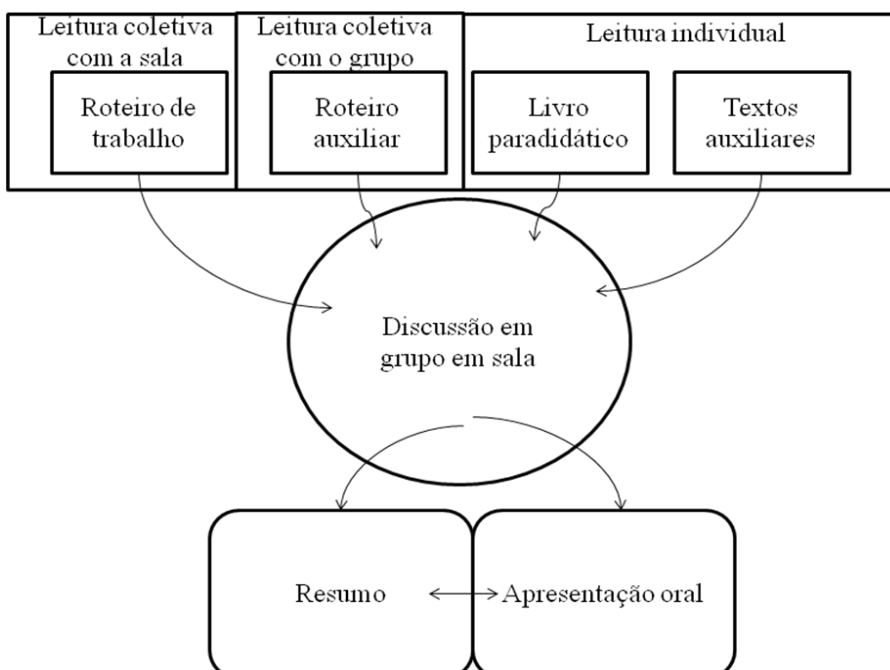 Leitura coletiva
com a sala
Leitura coletiva
com o grupo
Leitura individual
Roteiro de
trabalho
Roteiro
auxiliar
Livro
paradidático
Textos
auxiliares
Discussão em
grupo em sala
Resumo
Apresentação oral